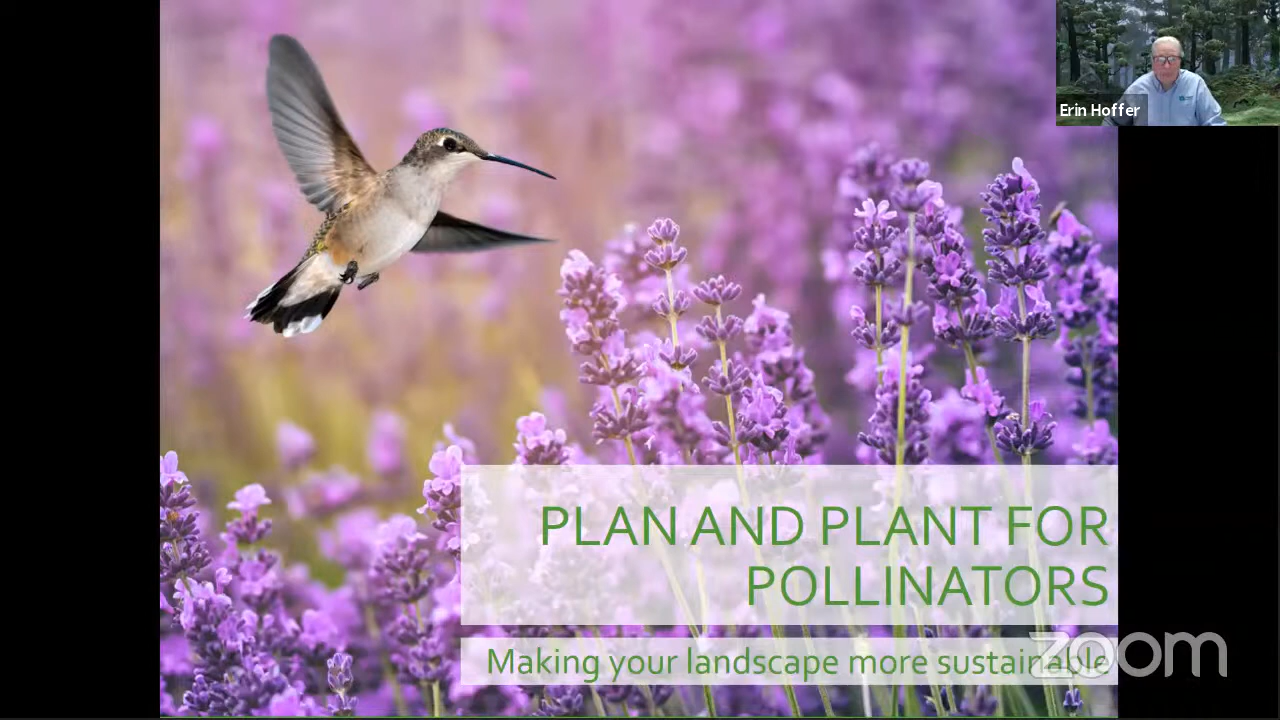 Erin Hoffer
PLAN AND PLANT FOR
POLLINATORS
Making your landscape more sustainable
zoom